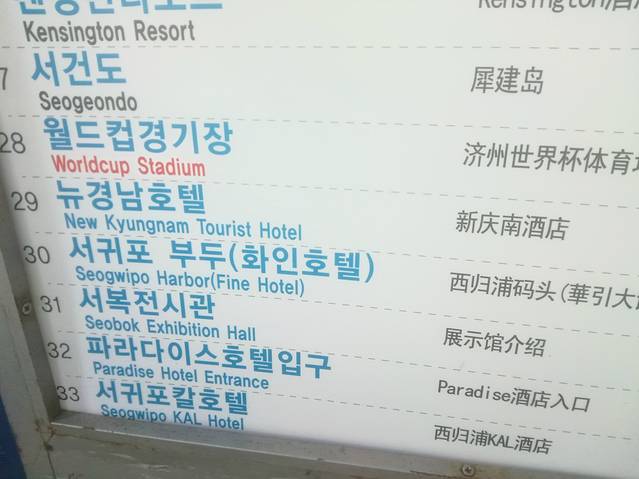 Kensington Resort
7 서건도 犀建岛
Seogeondo
28 월드컵경기장 济州世界杯体育
Worldcup Stadium
29 뉴경남호텔 新庆南酒店
New Kyungnam Tourist Hotel
30 서귀포 부두(화인호텔) 西归浦码头(華引大
Seogwipo Harbor(Fine Hotel)
31 서복전시관 展示馆介绍
Seobok Exhibition Hall
32 파라다이스호텔입구 Paradise酒店入口
Paradise Hotel Entrance
33 서귀포칼호텔 西归浦KAL酒店
Seogwipo KAL Hotel